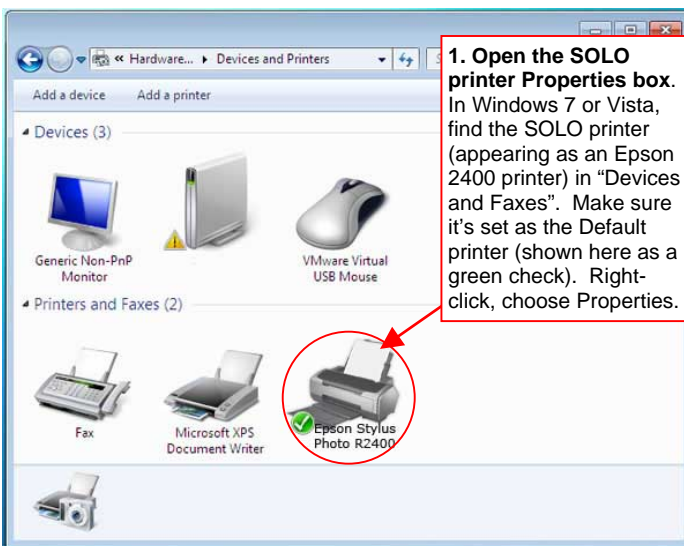 « Hardware... ▸ Devices and Printers
Add a device Add a printer
Devices (3)
Generic Non-PnP
Monitor
VMware Virtual
USB Mouse
Printers and Faxes (2)
Fax
Microsoft XPS
Document Writer
Epson Stylus
Photo R2400
1. Open the SOLO
printer Properties box.
In Windows 7 or Vista,
find the SOLO printer
(appearing as an Epson
2400 printer) in “Devices
and Faxes”. Make sure
it’s set as the Default
printer (shown here as a
green check). Right-
click, choose Properties.